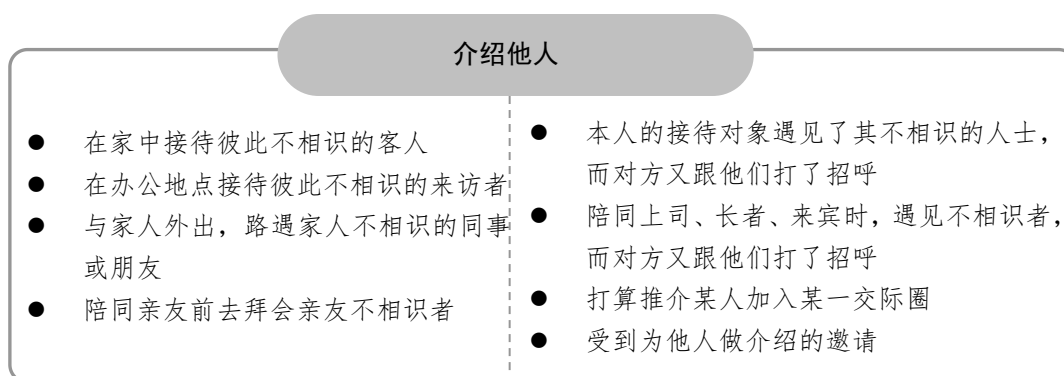 介绍他人
● 在家中接待彼此不相识的客人
● 在办公地点接待彼此不相识的来访者
● 与家人外出，路遇家人不相识的同事
或朋友
● 陪同亲友前去拜会亲友不相识者
● 本人的接待对象遇见了其不相识的人士，
而对方又跟他们打了招呼
● 陪同上司、长者、来宾时，遇见不相识者，
而对方又跟他们打了招呼
● 打算推介某人加入某一交际圈
● 受到为他人做介绍的邀请